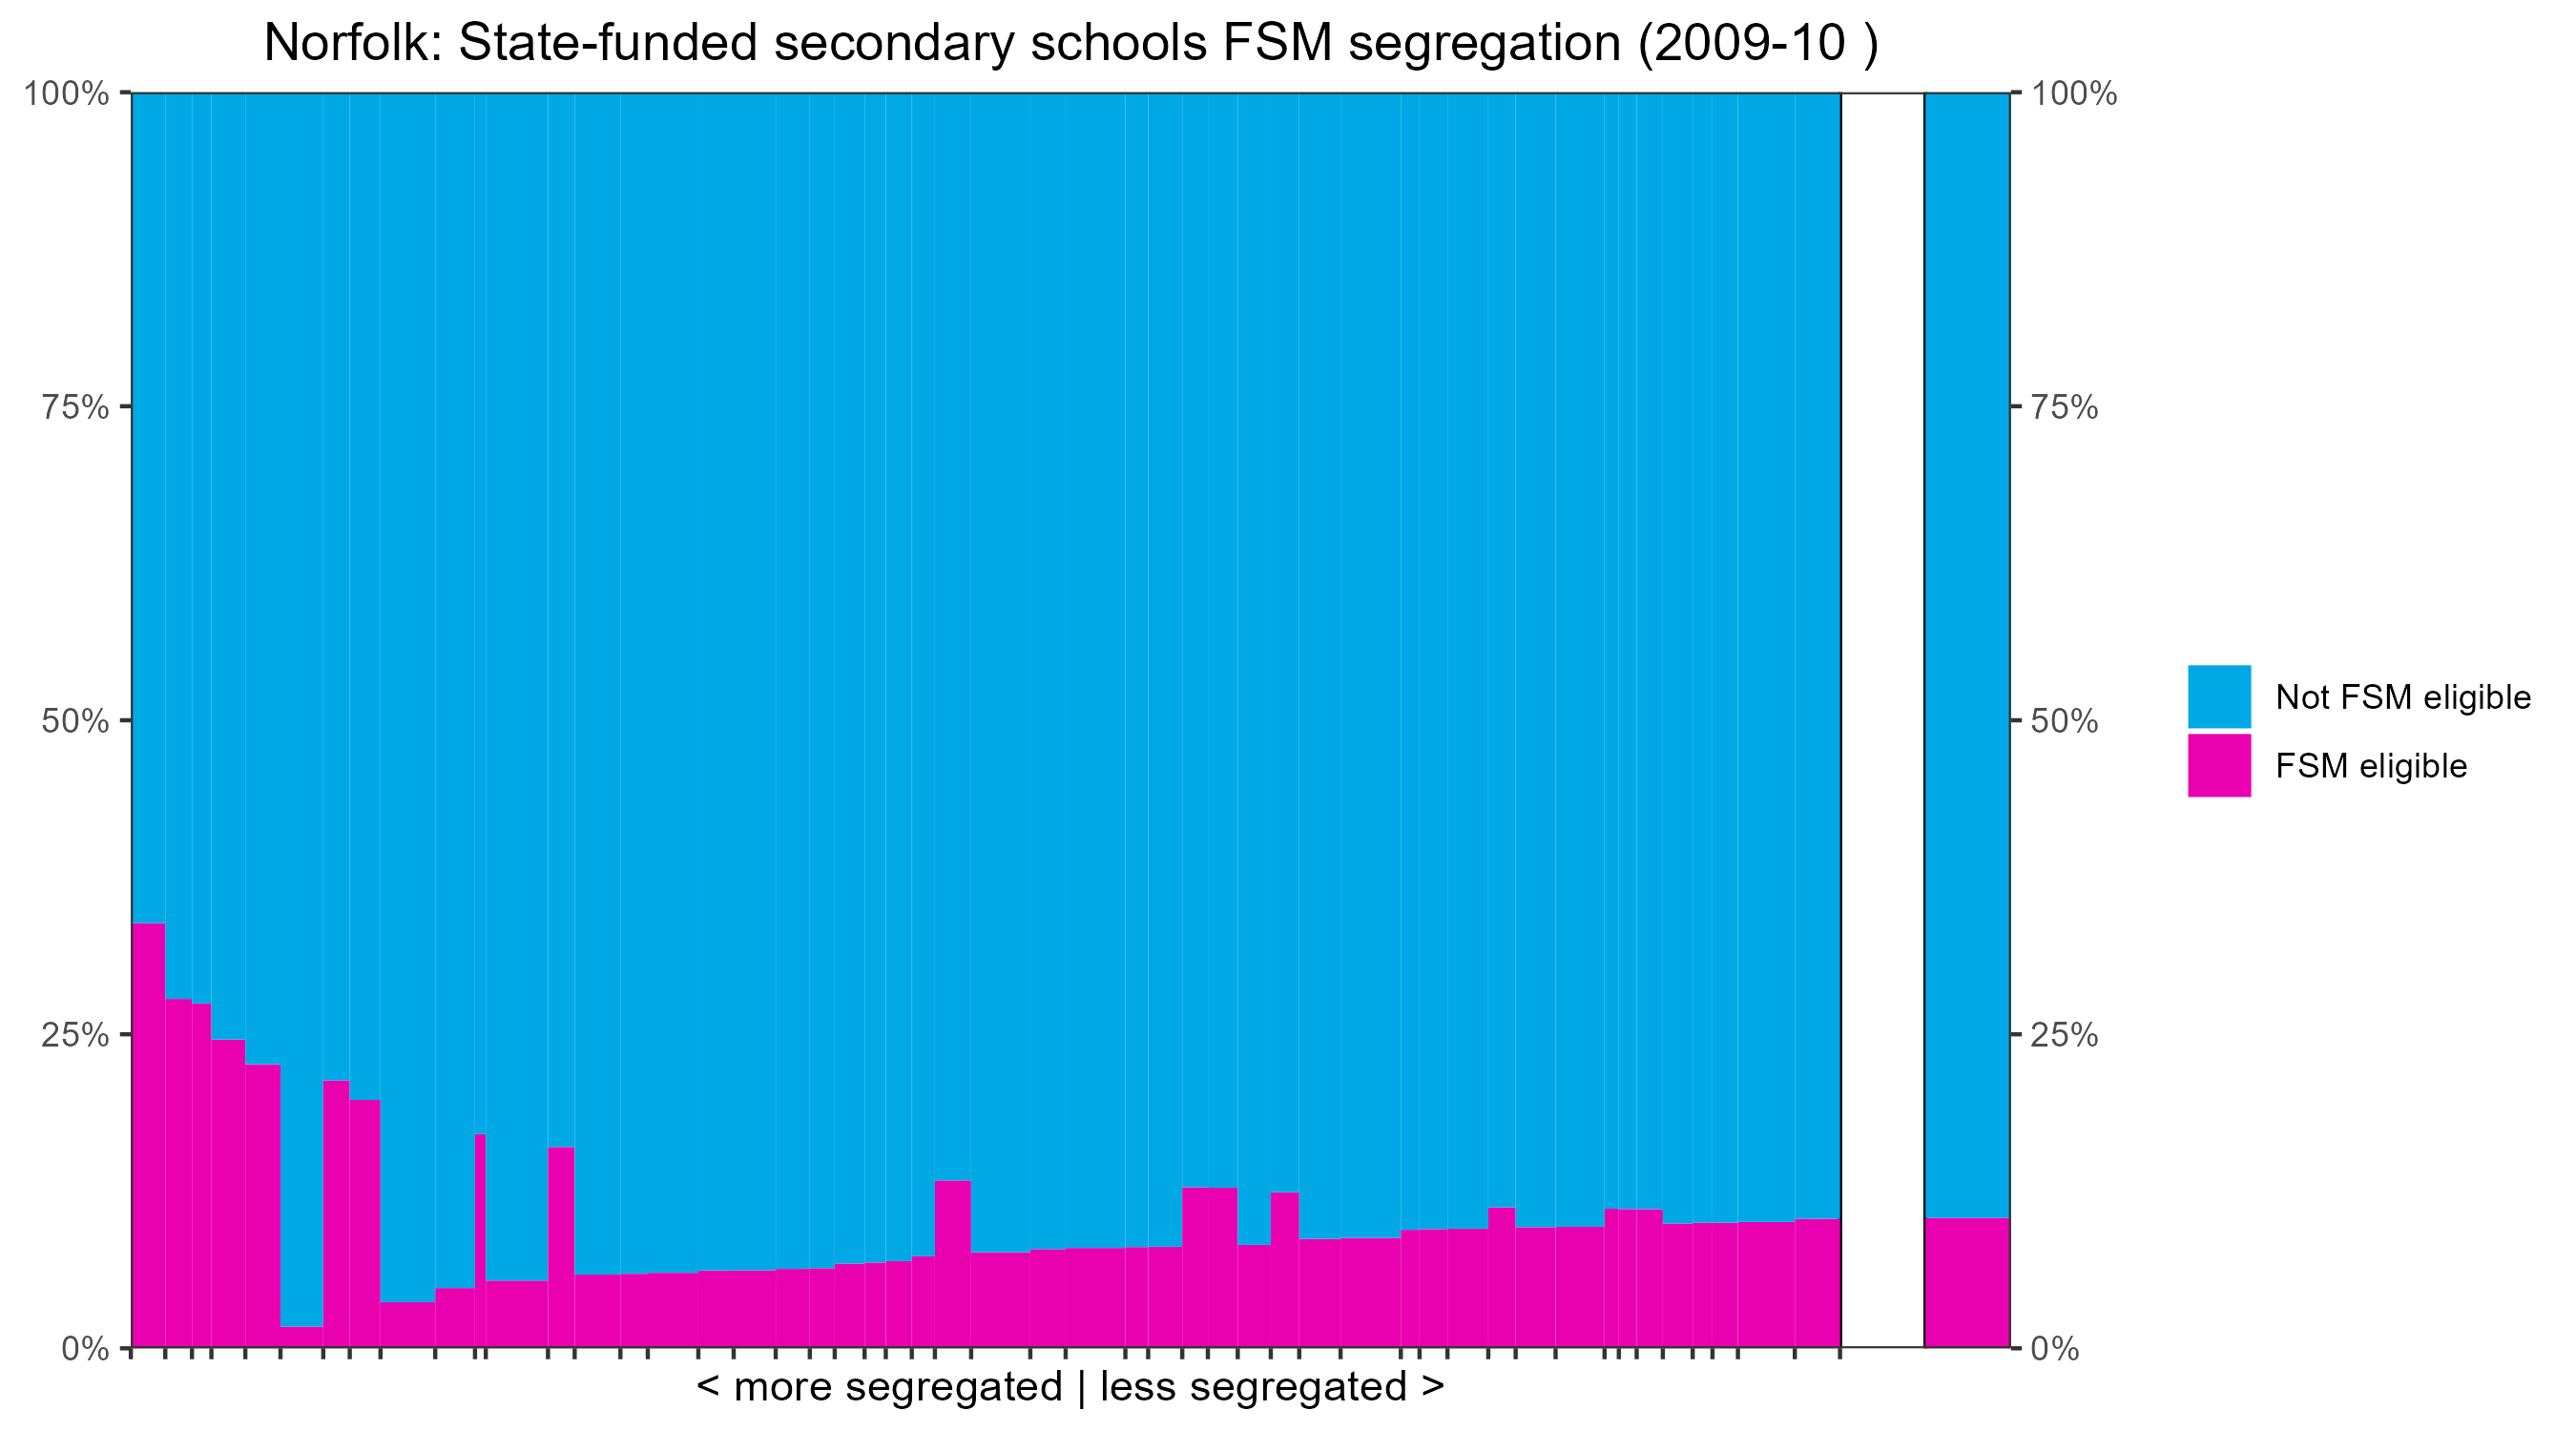 Norfolk: State-funded secondary schools FSM segregation (2009-10 )
100%
75%
50%
25%
0%
100%
75%
50%
25%
0%
Not FSM eligible
FSM eligible
< more segregated | less segregated >